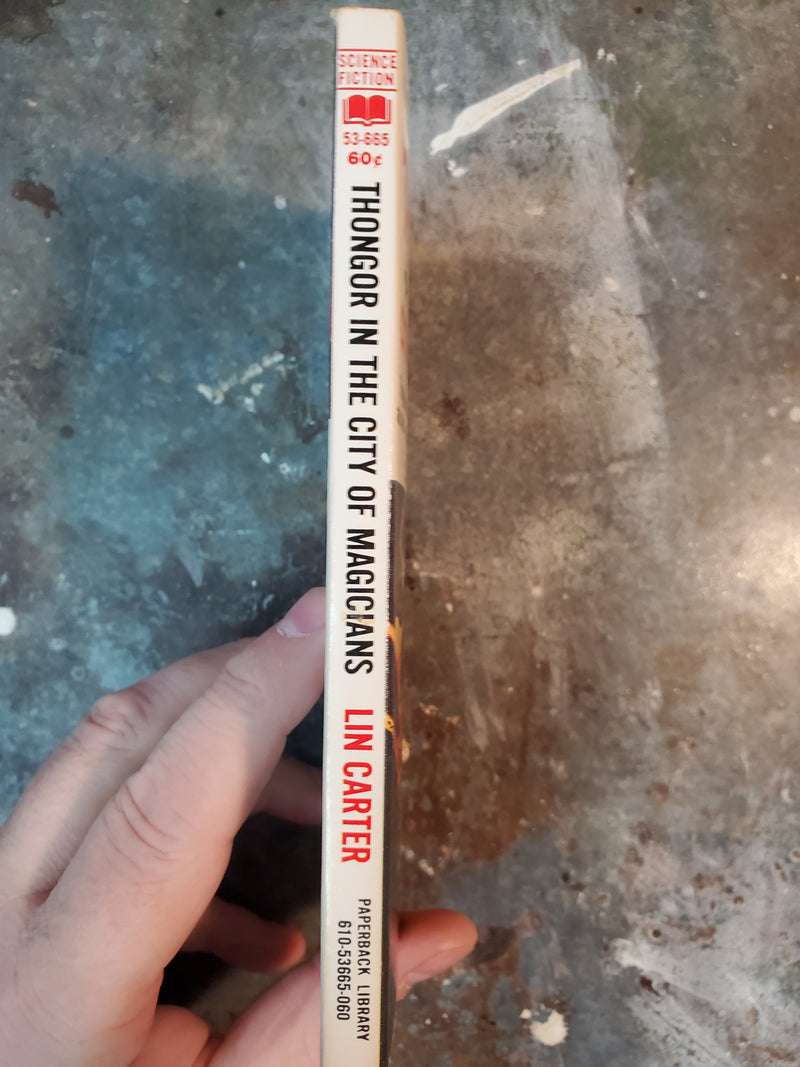 SCIENCE
FICTION
53-665
60¢
THONGOR IN THE CITY OF MAGICIANS LIN CARTER
PAPERBACK LIBRARY
610-53665-060